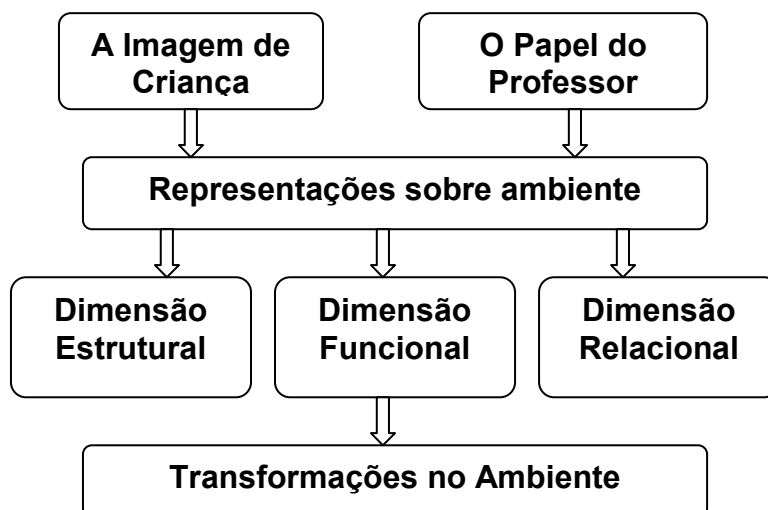 A Imagem de
Criança
O Papel do
Professor
Representações sobre ambiente
Dimensão
Estrutural
Dimensão
Funcional
Dimensão
Relacional
Transformações no Ambiente